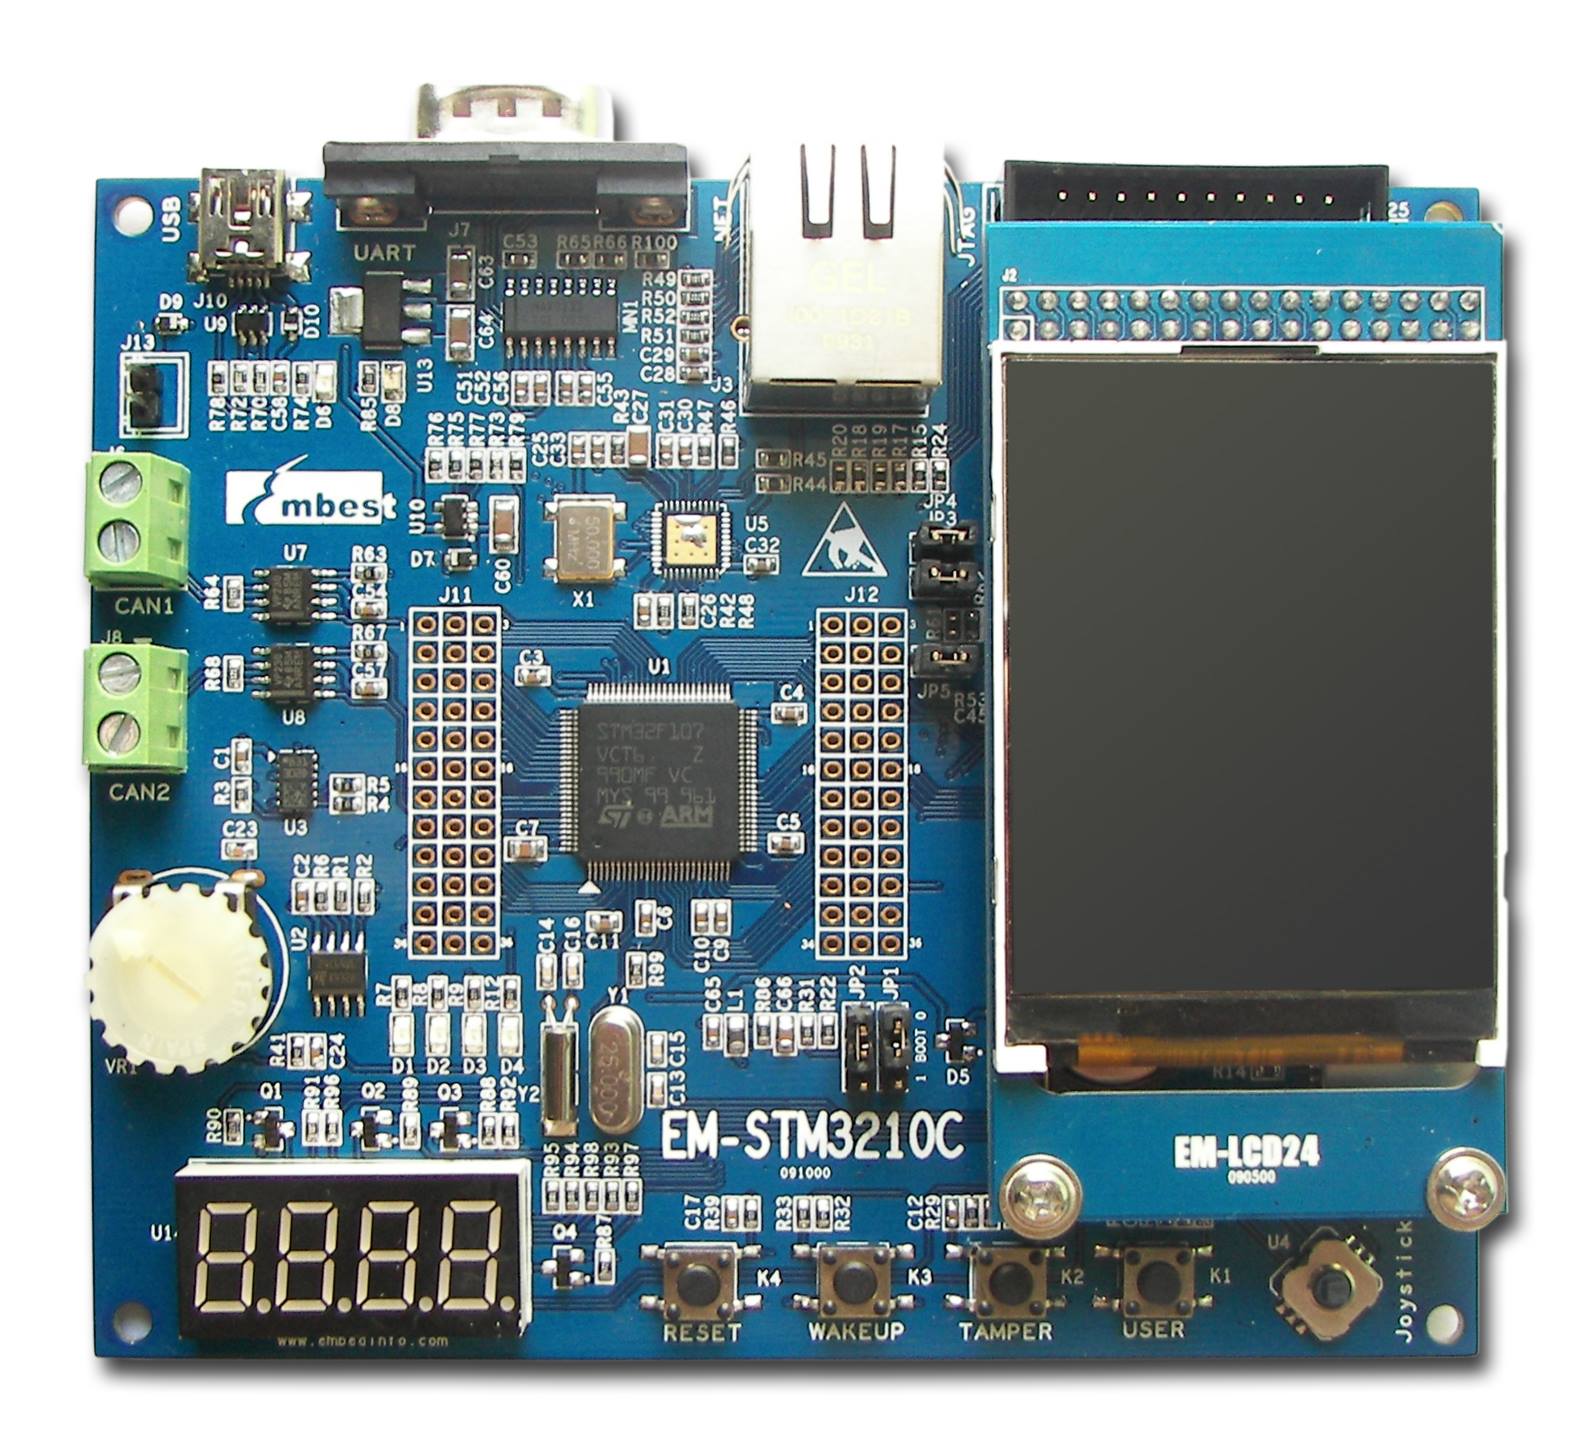 USB
UART
J7
C53
R65
R66
R100
C63
C64
MN1
NET
GEL
JTAG
J2
J10
D9
U9
D10
J13
U13
R49
R50
R52
R51
C29
C28
J3
R78
R72
R70
C58
R74
D6
R85
D8
C51
C52
C56
C55
R76
R75
R77
R73
R79
C25
C33
R43
C27
C31
C30
R47
R46
R45
R44
R20
R18
R19
R17
R15
R24
Embest
U10
D7
C60
50.000
X1
U5
C32
JP4
U7
R63
R64
CAN1
J11
C26
R42
R48
J12
R61
J8
R67
R68
C57
U8
CAN2
C3
U1
C4
JP5
STM32F107
VCT6 Z
990MF VC
MYS 99 961
ST ARM
C1
R3
U3
R5
R4
C7
C5
C23
C2
R6
R1
R2
U2
C14
C16
C11
C6
C10
C9
R99
VR1
R7
R8
R9
R12
D1
D2
D3
D4
R41
C24
Y1
Y2
C15
C13
C65
L1
R86
C66
R31
R22
JP2
JP1
1 BOOT 0
D5
R14
R90
Q1
R91
R96
Q2
R89
Q3
R88
R92
EM-STM3210C
091000
EM-LCD24
090500
R95
R94
R98
R93
R97
U14
Q4
R87
C17
R39
R33
R32
C12
R29
K4
K3
K2
K1
U4
RESET
WAKEUP
TAMPER
USER
Joystick
www.embedinfo.com